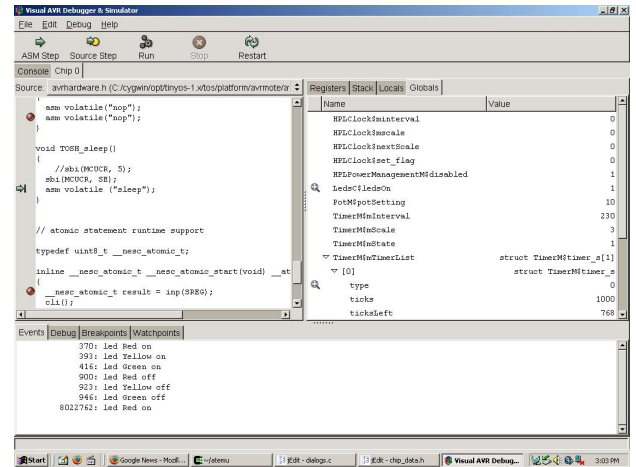 Visual AVR Debugger & Simulator
File Edit Debug Help
ASM Step Source Step Run Stop Restart
Console Chip 0
Source: avrhardware.h (C:/cygwin/opt/tinyos-1.x/tos/platform/avrmote/av
{
asm volatile("nop");
asm volatile("nop");
}
void TOSH_sleep()
{
//sbi(MCUCR, 5);
sbi(MCUCR, SE);
asm volatile ("sleep");
}
// atomic statement runtime support
typedef uint8_t __nesc_atomic_t;
inline __nesc_atomic_t __nesc_atomic_start(void) __at
{
__nesc_atomic_t result = inp(SREG);
cli();
Registers Stack Locals Globals
Name Value
HPLClock$minterval 0
HPLClock$mscale 0
HPLClock$nextScale 0
HPLClock$set_flag 0
HPLPowerManagementM$disabled 1
LedsC$ledsOn 1
PotM$potSetting 10
TimerM$mInterval 230
TimerM$mScale 3
TimerM$mState 1
TimerM$mTimerList struct TimerM$timer_s[1]
[0] struct TimerM$timer_s
type 0
ticks 1000
ticksLeft 768
Events Debug Breakpoints Watchpoints
370: led Red on
393: led Yellow on
416: led Green on
900: led Red off
923: led Yellow off
946: led Green off
8022762: led Red on
Start Google News - Mozill... ~/atemu jEdit - dialogs.c jEdit - chip_data.h Visual AVR Debug... 3:03 PM